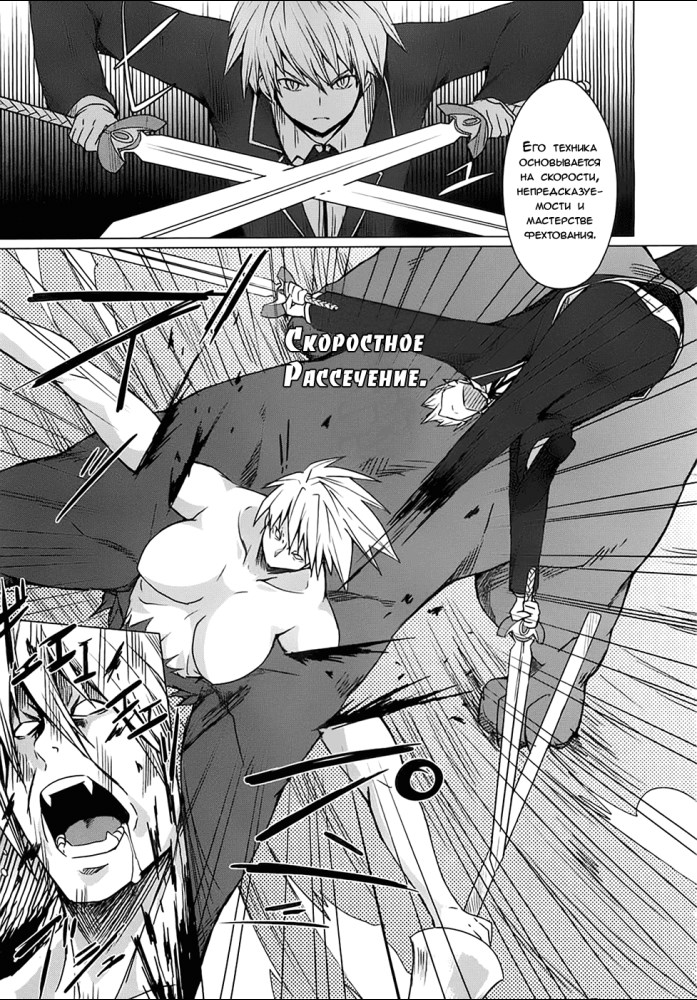 Его техника
основывается
на скорости,
непредсказуе-
мости и
мастерстве
фехтования.
Скоростное
Рассечение.